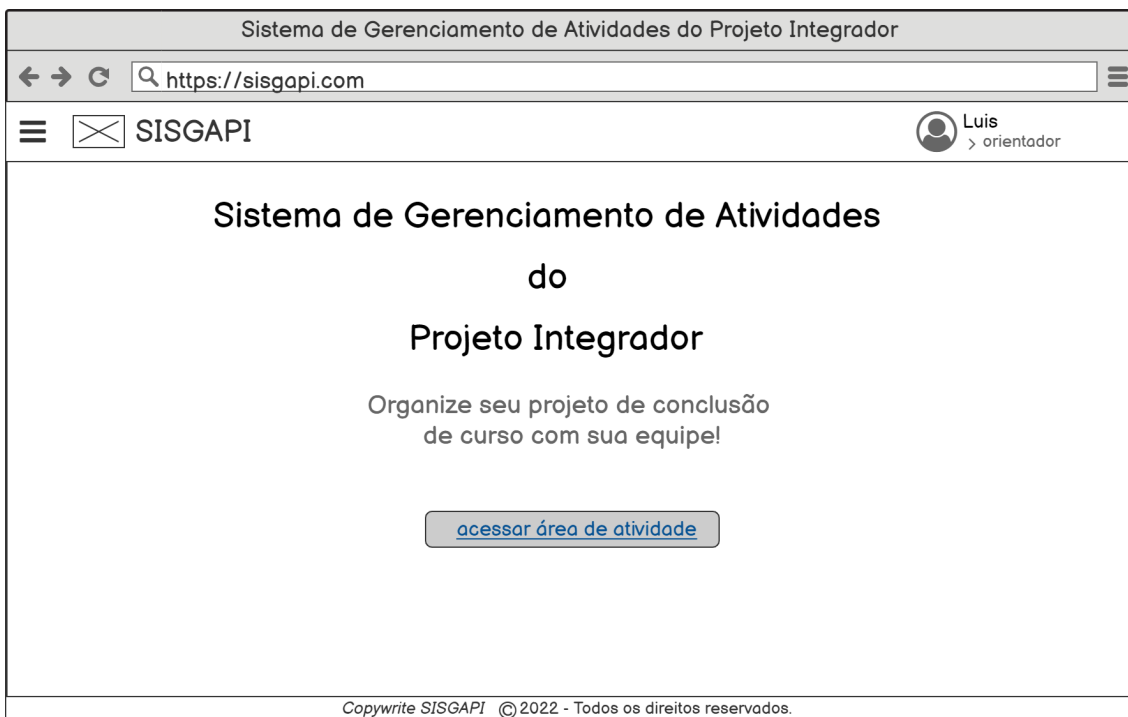 Sistema de Gerenciamento de Atividades do Projeto Integrador
https://sisgapi.com
SISGAPI
Luis
> orientador
Sistema de Gerenciamento de Atividades
do
Projeto Integrador
Organize seu projeto de conclusão
de curso com sua equipe!
acessar área de atividade
Copywrite SISGAPI © 2022 - Todos os direitos reservados.